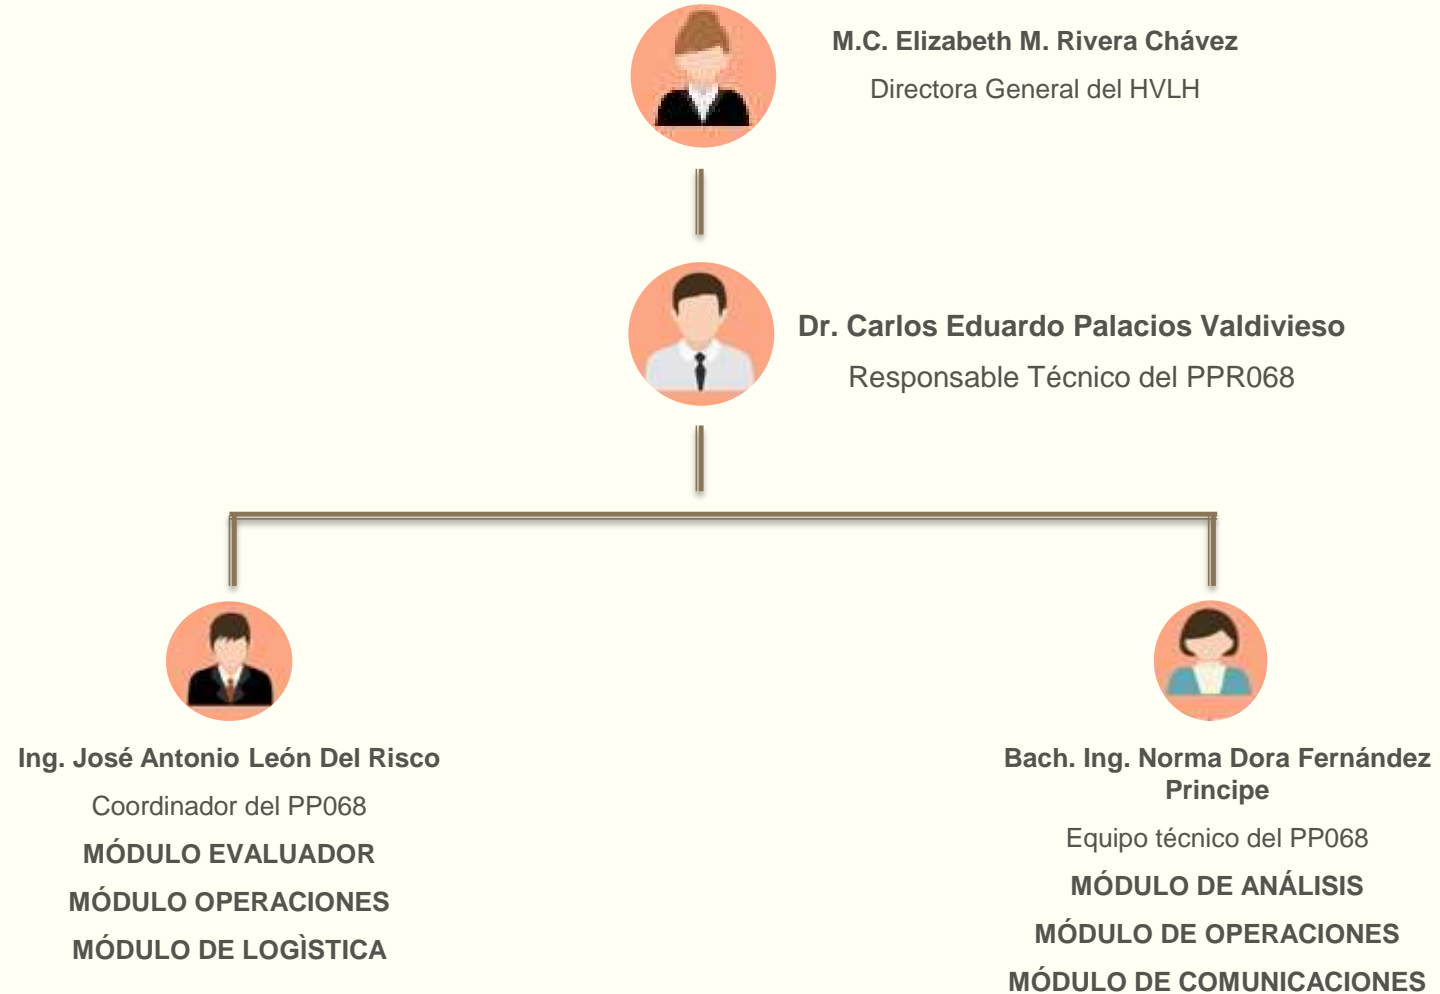 M.C. Elizabeth M. Rivera Chávez
Directora General del HVLH
Dr. Carlos Eduardo Palacios Valdivieso
Responsable Técnico del PPR068
Ing. José Antonio León Del Risco
Coordinador del PP068
MÓDULO EVALUADOR
MÓDULO OPERACIONES
MÓDULO DE LOGÌSTICA
Bach. Ing. Norma Dora Fernández
Principe
Equipo técnico del PP068
MÓDULO DE ANÁLISIS
MÓDULO DE OPERACIONES
MÓDULO DE COMUNICACIONES